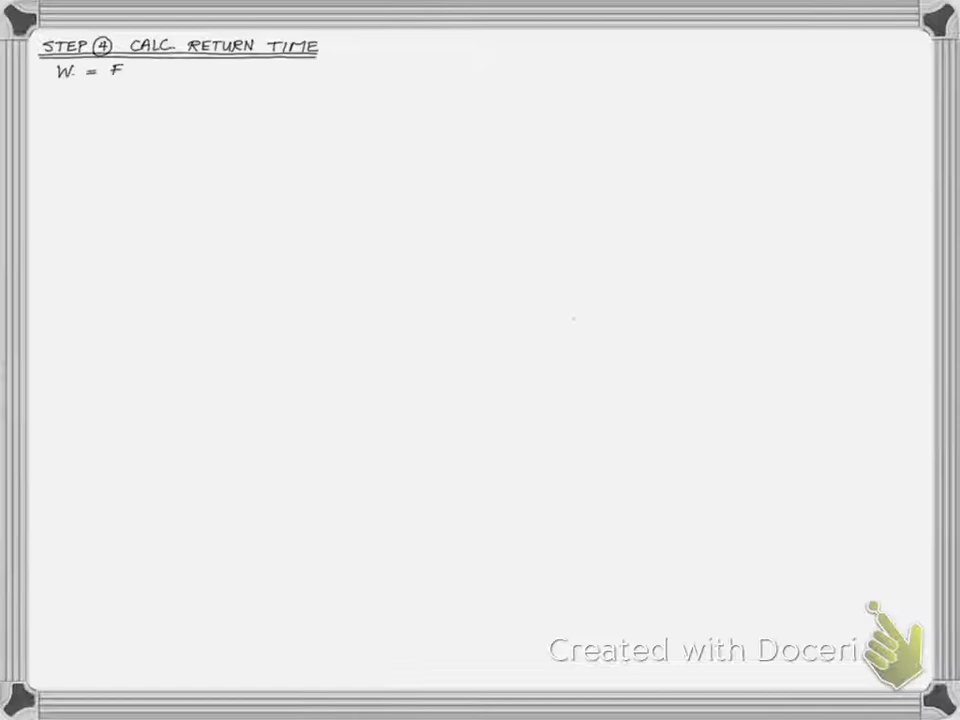 STEP ④ CALC. RETURN TIME
W = F
Created with Doceri